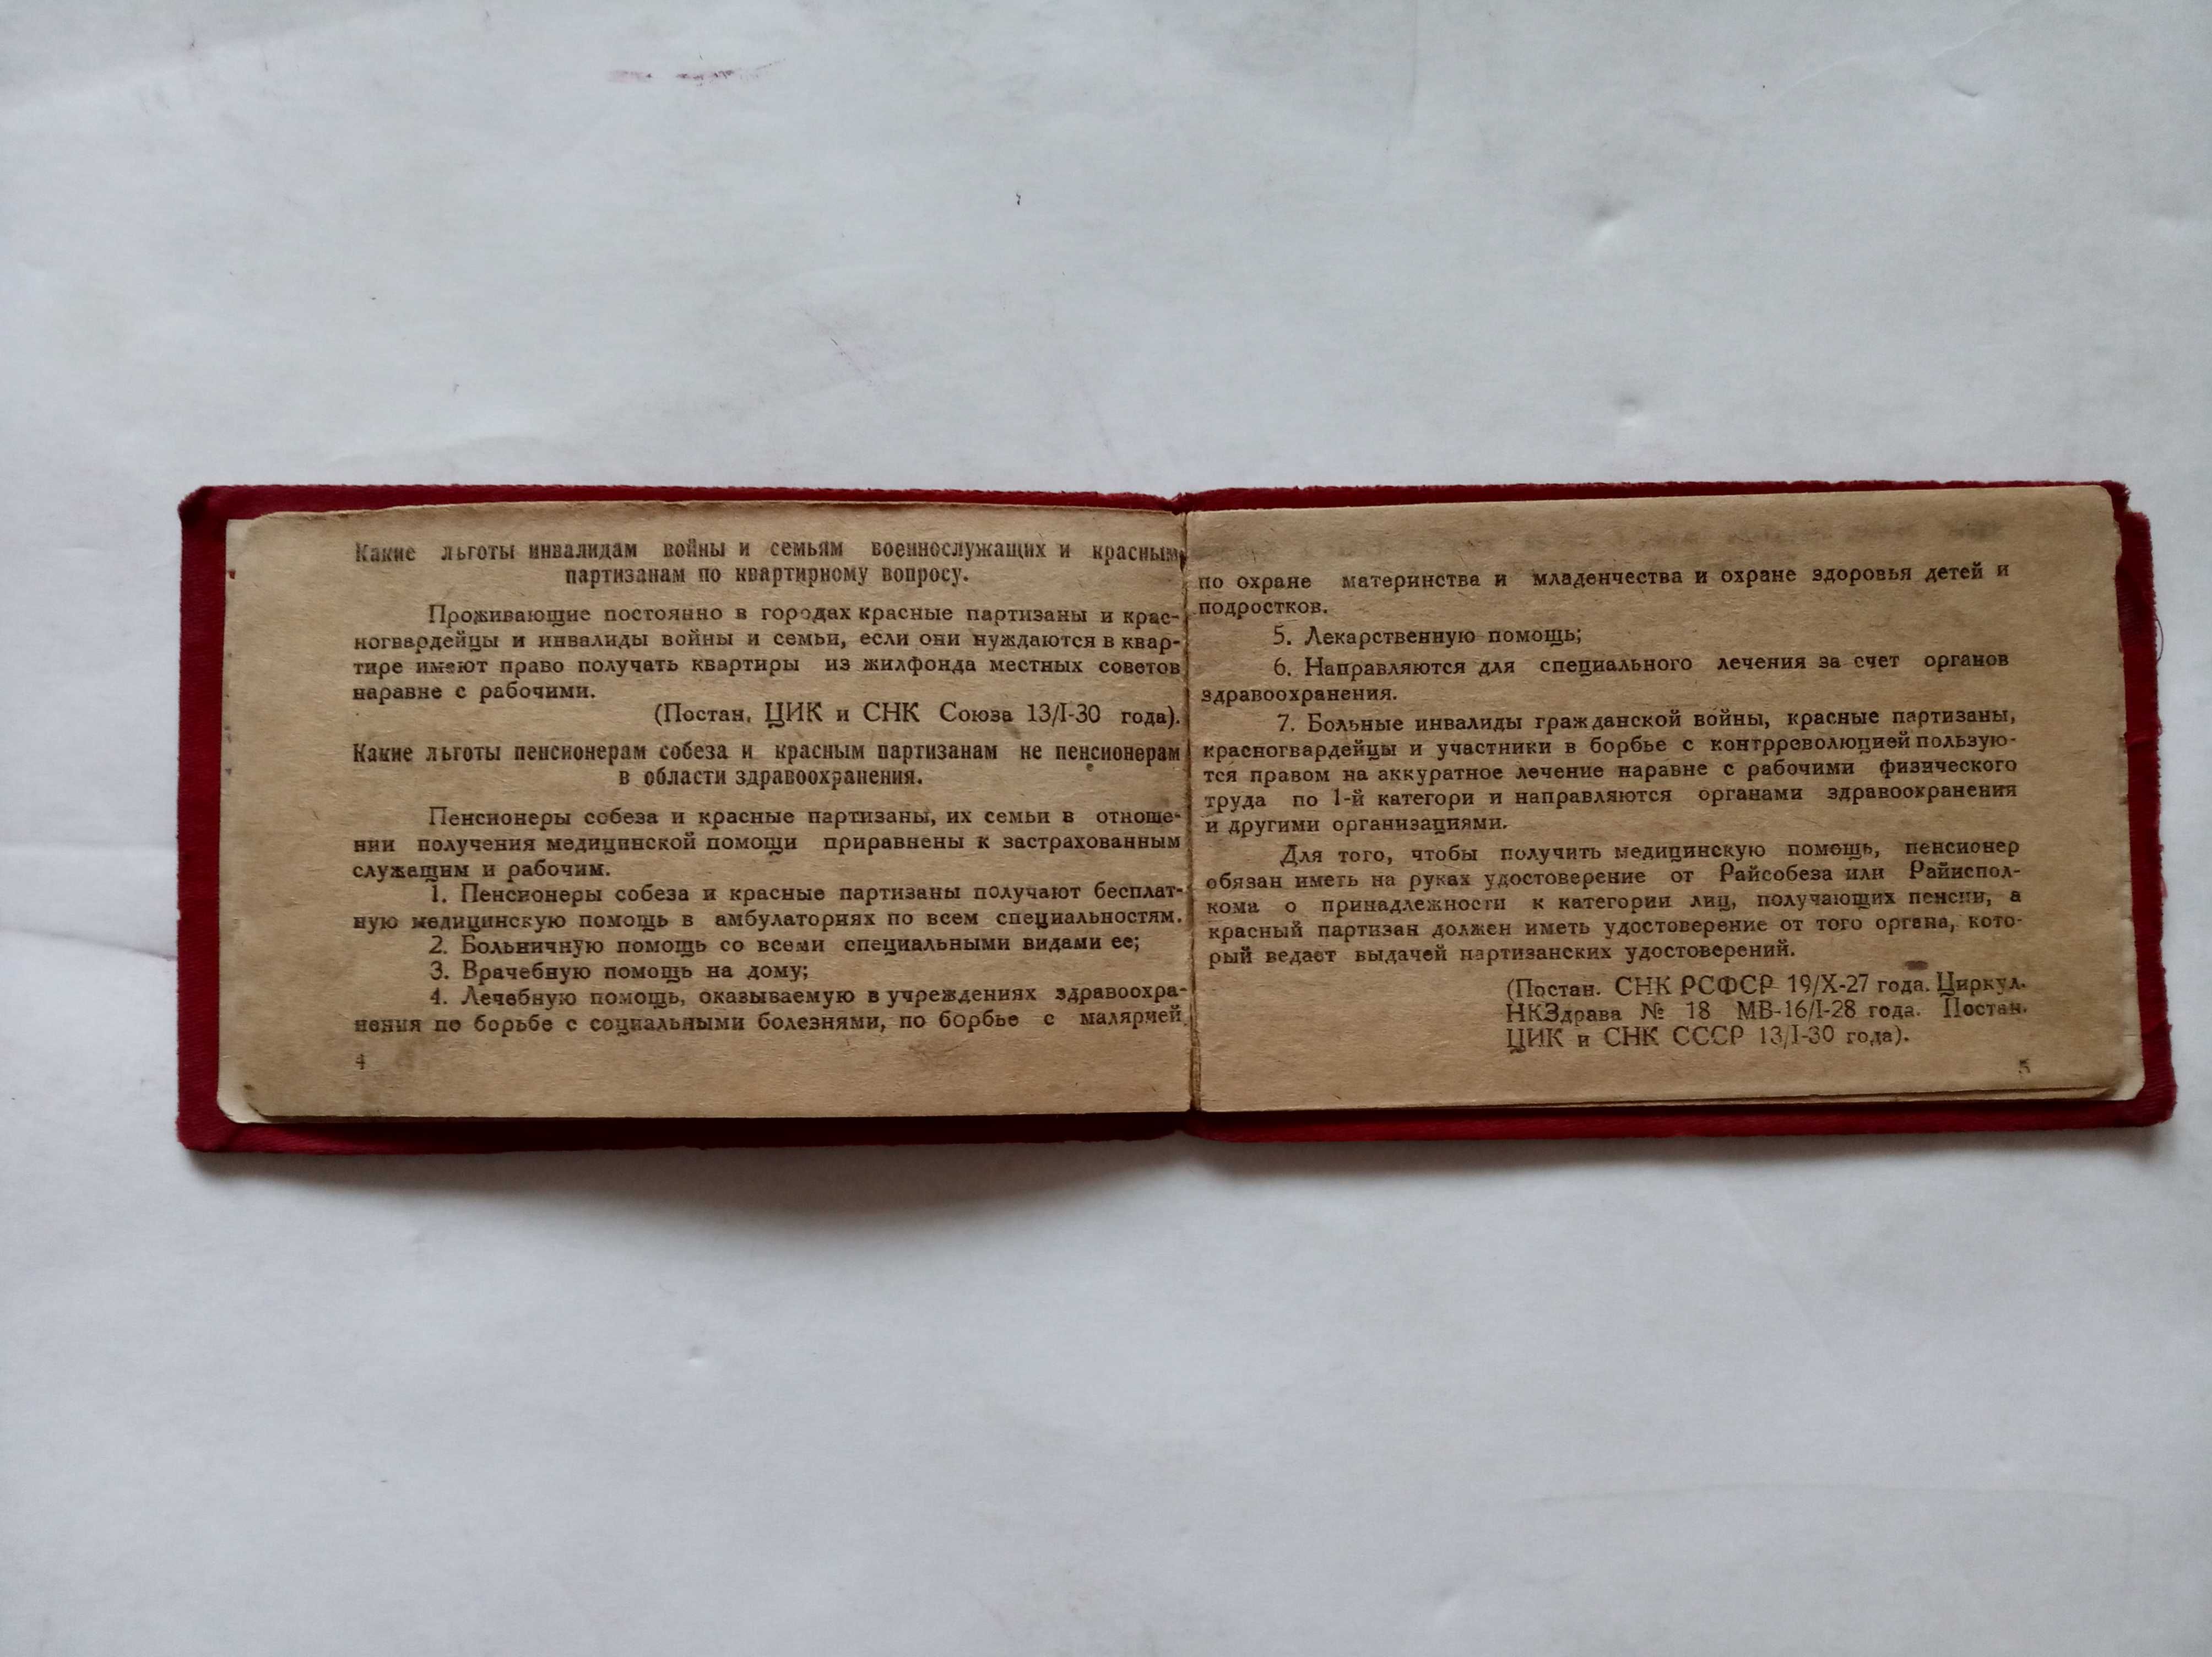 Какие льготы инвалидам войны и семьям военнослужащих и красным
партизанам по квартирному вопросу.
Проживающие постоянно в городах красные партизаны и крас-
ногвардейцы и инвалиды войны и семьи, если они нуждаются в квар-
тире имеют право получать квартиры из жилфонда местных советов
наравне с рабочими.
(Постан. ЦИК и СНК Союза 13/I-30 года).
Какие льготы пенсионерам собеза и красным партизанам не пенсионерам
в области здравоохранения.
Пенсионеры собеза и красные партизаны, их семьи в отноше-
нии получения медицинской помощи приравнены к застрахованным
служащим и рабочим.
1. Пенсионеры собеза и красные партизаны получают бесплат-
ную медицинскую помощь в амбулаториях по всем специальностям.
2. Больничную помощь со всеми специальными видами ее;
3. Врачебную помощь на дому;
4. Лечебную помощь, оказываемую в учреждениях здравоохра-
нения по борьбе с социальными болезнями, по борьбе с малярией
4
по охране материнства и младенчества и охране здоровья детей и
подростков.
5. Лекарственную помощь;
6. Направляются для специального лечения за счет органов
здравоохранения.
7. Больные инвалиды гражданской войны, красные партизаны,
красногвардейцы и участники в борьбе с контрреволюцией пользую-
тся правом на аккуратное лечение наравне с рабочими физического
труда по 1-й категори и направляются органами здравоохранения
и другими организациями.
Для того, чтобы получить медицинскую помощь, пенсионер
обязан иметь на руках удостоверение от Райсобеза или Райиспол-
кома о принадлежности к категории лиц, получающих пенсии, а
красный партизан должен иметь удостоверение от того органа, кото-
рый ведает выдачей партизанских удостоверений.
(Постан. СНК РСФСР 19/X-27 года. Циркул.
НКЗдрава № 18 МВ-16/I-28 года. Постан.
ЦИК и СНК СССР 13/I-30 года).
5